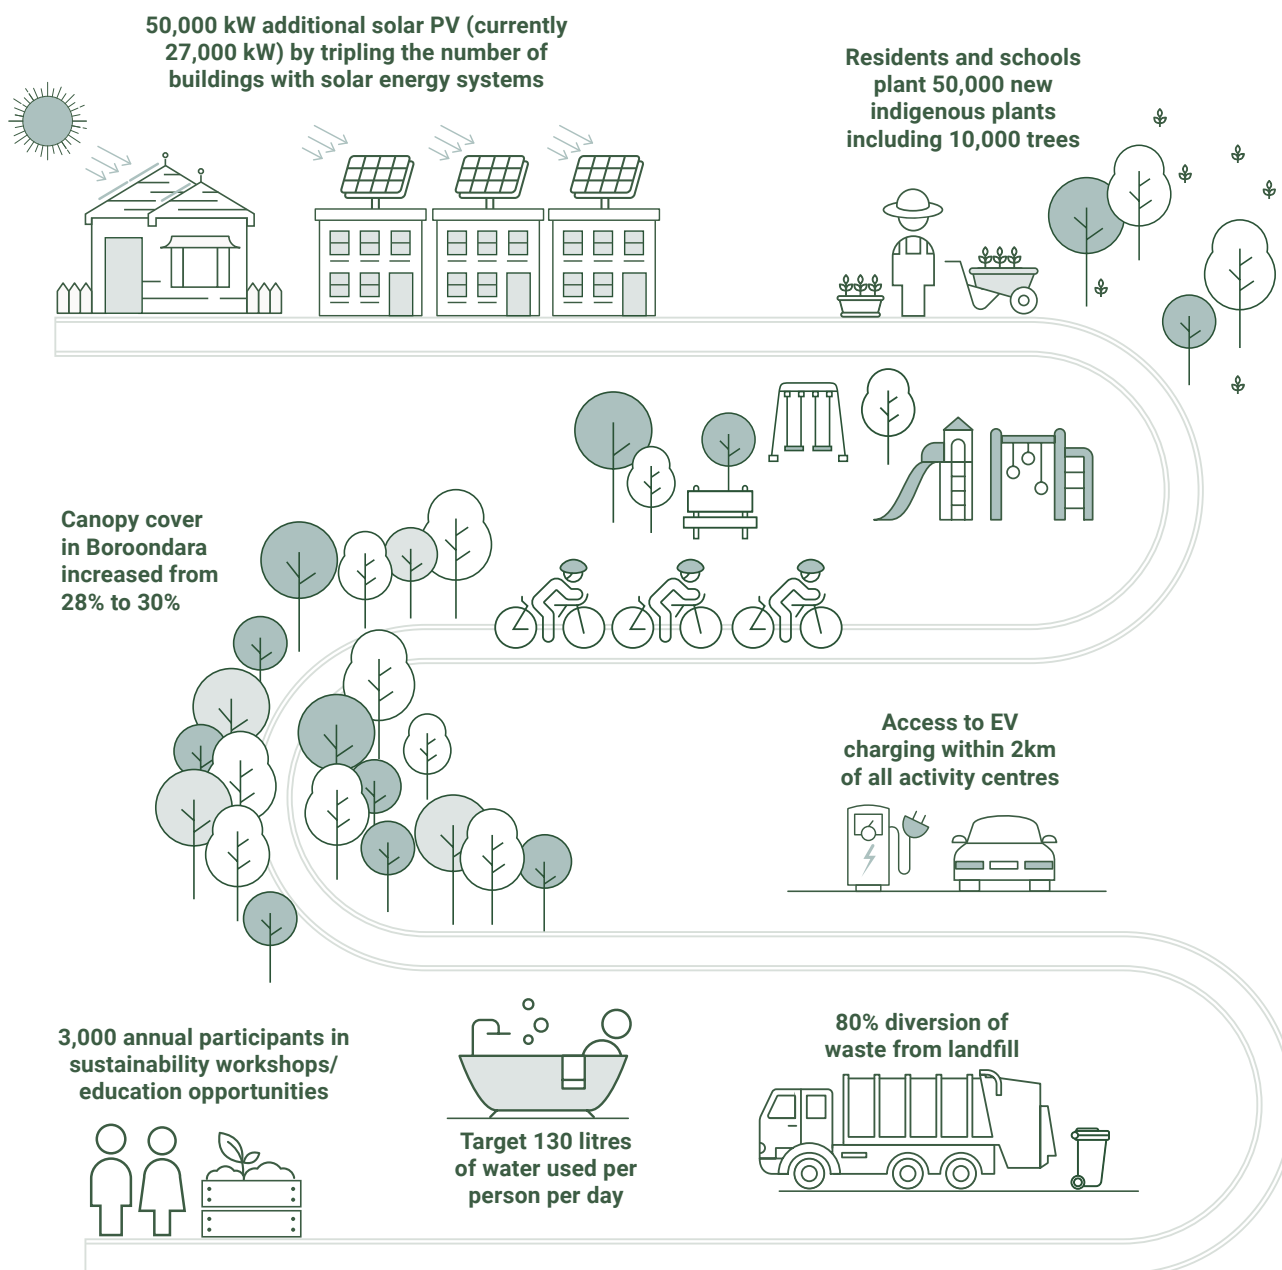 50,000 kW additional solar PV (currently
27,000 kW) by tripling the number of
buildings with solar energy systems
Residents and schools
plant 50,000 new
indigenous plants
including 10,000 trees
Canopy cover
in Boroondara
increased from
28% to 30%
Access to EV
charging within 2km
of all activity centres
3,000 annual participants in
sustainability workshops/
education opportunities
Target 130 litres
of water used per
person per day
80% diversion of
waste from landfill